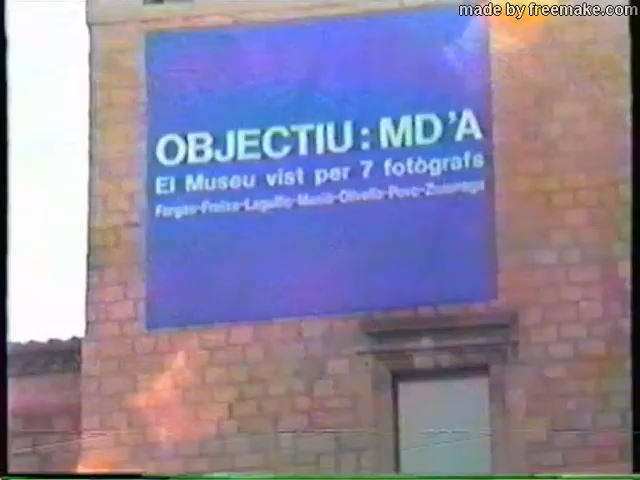 made by freemake.com
OBJECTIU: MD'A
El Museu vist per 7 fotògrafs